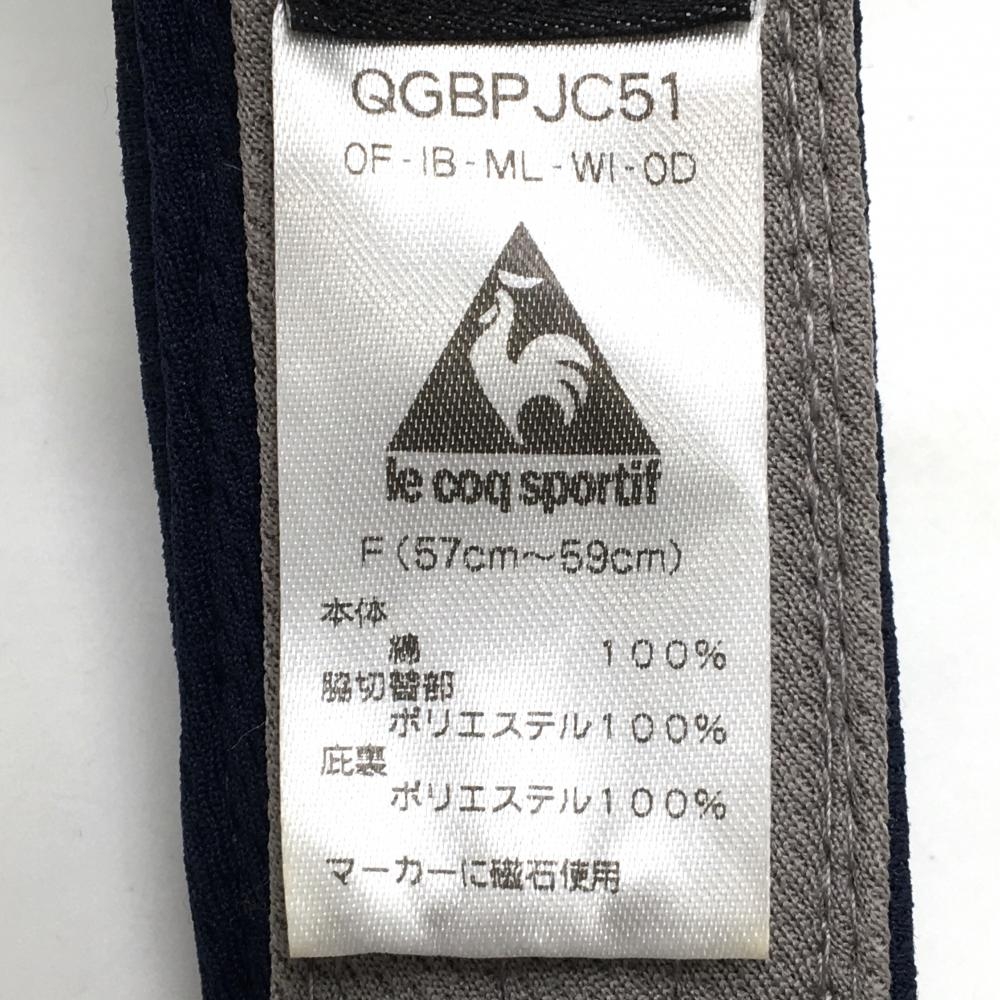 QGBPJC51
OF-IB-ML-WI-OD
le coq sportif
F(57cm～59cm)
本体
綿 100%
脇切替部
ポリエステル100%
庇裏
ポリエステル100%
マーカーに磁石使用